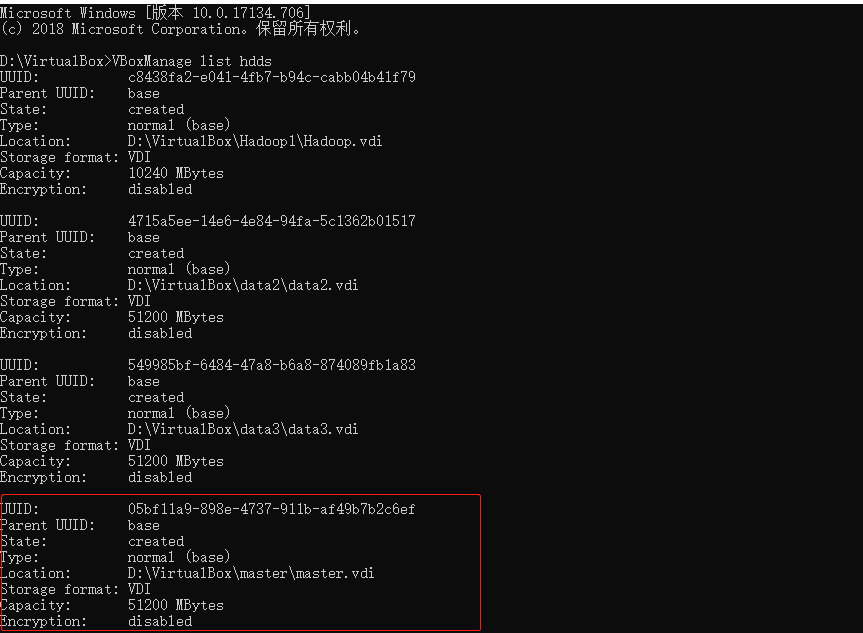 Microsoft Windows [版本 10.0.17134.706]
(c) 2018 Microsoft Corporation。保留所有权利。
D:\VirtualBox>VBoxManage list hdds
UUID: c8438fa2-e041-4fb7-b94c-cabb04b41f79
Parent UUID: base
State: created
Type: normal (base)
Location: D:\VirtualBox\Hadoop1\Hadoop.vdi
Storage format: VDI
Capacity: 10240 MBytes
Encryption: disabled
UUID: 4715a5ee-14e6-4e84-94fa-5c1362b01517
Parent UUID: base
State: created
Type: normal (base)
Location: D:\VirtualBox\data2\data2.vdi
Storage format: VDI
Capacity: 51200 MBytes
Encryption: disabled
UUID: 549985bf-6484-47a8-b6a8-874089fb1a83
Parent UUID: base
State: created
Type: normal (base)
Location: D:\VirtualBox\data3\data3.vdi
Storage format: VDI
Capacity: 51200 MBytes
Encryption: disabled
UUID: 05bf11a9-898e-4737-911b-af49b7b2c6ef
Parent UUID: base
State: created
Type: normal (base)
Location: D:\VirtualBox\master\master.vdi
Storage format: VDI
Capacity: 51200 MBytes
Encryption: disabled